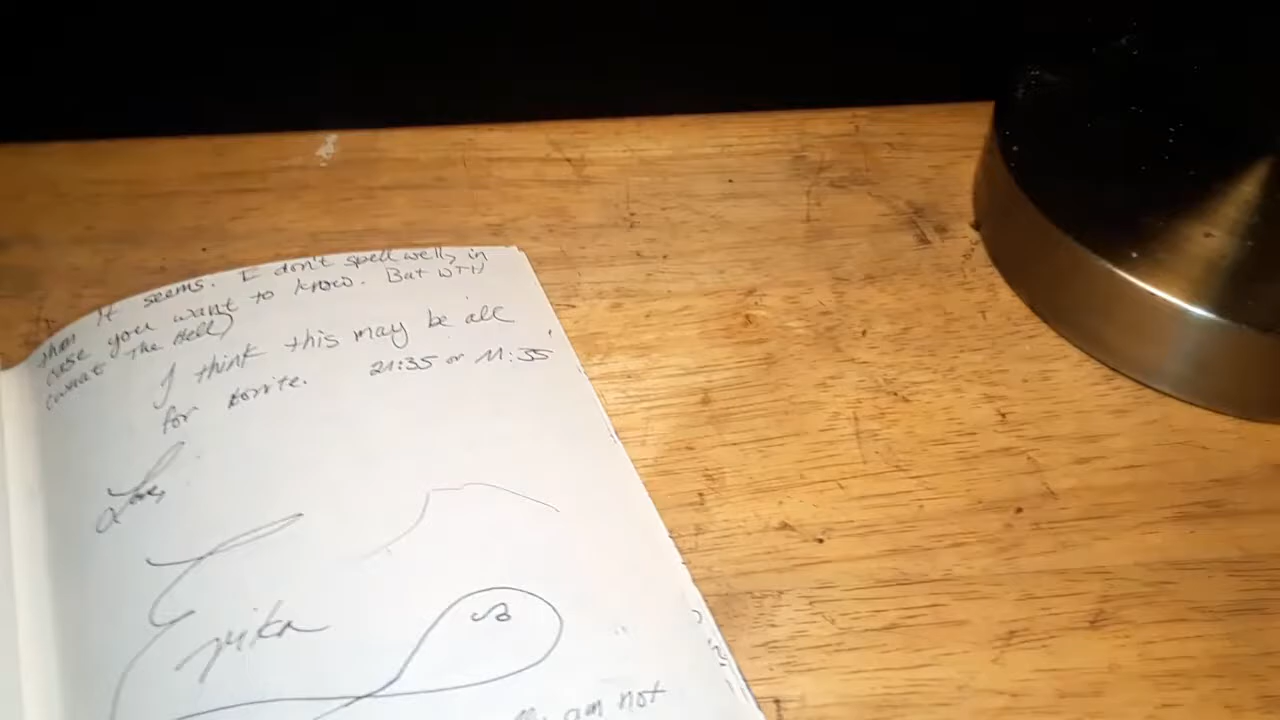 than it seems. I don't spell well, in
case you want to know. But WTH
(what The Hell)
I think this may be all
for tonite. 21:35 or 11:35
Love,
Erika
am not